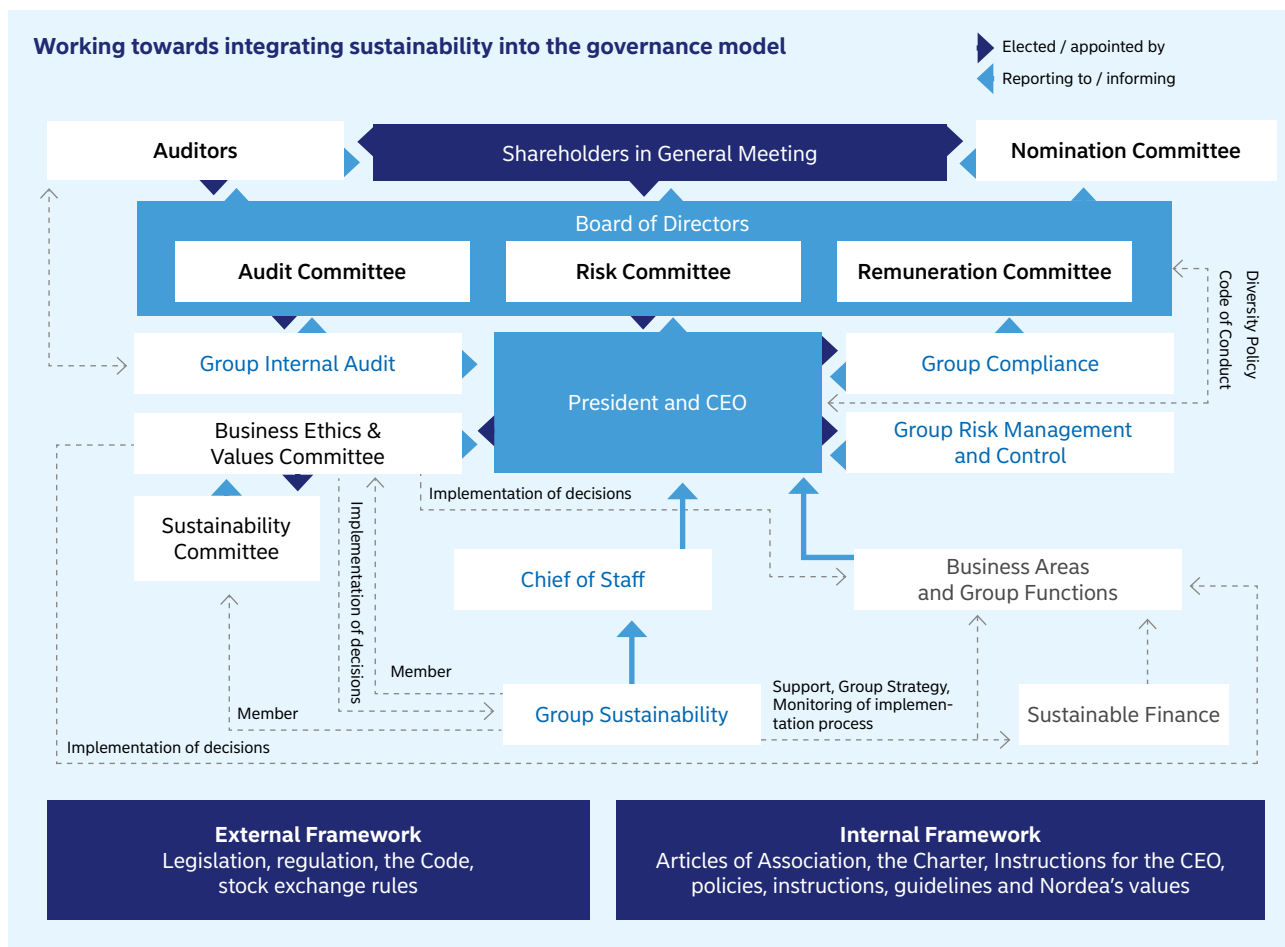 Working towards integrating sustainability into the governance model
Elected / appointed by
Reporting to / informing
Auditors
Shareholders in General Meeting
Nomination Committee
Board of Directors
Audit Committee
Risk Committee
Remuneration Committee
Diversity Policy
Code of Conduct
Group Internal Audit
President and CEO
Group Compliance
Business Ethics &
Values Committee
Group Risk Management
and Control
Implementation of decisions
Sustainability
Committee
Implementation of decisions
Chief of Staff
Business Areas
and Group Functions
Member
Member
Group Sustainability
Support, Group Strategy,
Monitoring of implemen-
tation process
Sustainable Finance
Implementation of decisions
External Framework
Legislation, regulation, the Code,
stock exchange rules
Internal Framework
Articles of Association, the Charter, Instructions for the CEO,
policies, instructions, guidelines and Nordea's values